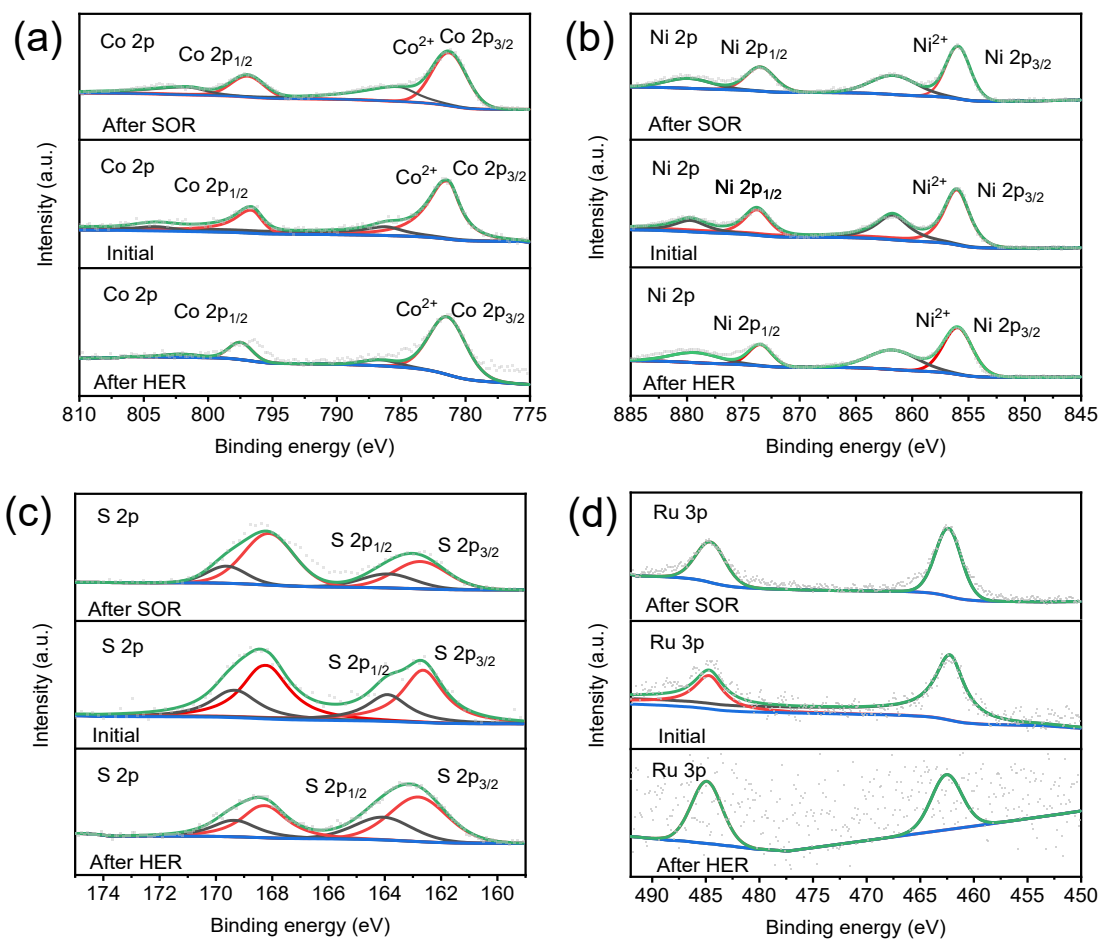 (a)
Co 2p
Co 2p1/2
Co2+
Co 2p3/2
After SOR
Co 2p
Co 2p1/2
Co2+
Co 2p3/2
Initial
Co 2p
Co 2p1/2
Co2+
Co 2p3/2
After HER
810 805 800 795 790 785 780 775
Binding energy (eV)
Intensity (a.u.)
(b)
Ni 2p
Ni 2p1/2
Ni2+
Ni 2p3/2
After SOR
Ni 2p
Ni 2p1/2
Ni2+
Ni 2p3/2
Initial
Ni 2p
Ni 2p1/2
Ni2+
Ni 2p3/2
After HER
885 880 875 870 865 860 855 850 845
Binding energy (eV)
Intensity (a.u.)
(c)
S 2p
S 2p1/2
S 2p3/2
After SOR
S 2p
S 2p1/2
S 2p3/2
Initial
S 2p
S 2p1/2
S 2p3/2
After HER
174 172 170 168 166 164 162 160
Binding energy (eV)
Intensity (a.u.)
(d)
Ru 3p
After SOR
Ru 3p
Initial
Ru 3p
After HER
490 485 480 475 470 465 460 455 450
Binding energy (eV)
Intensity (a.u.)